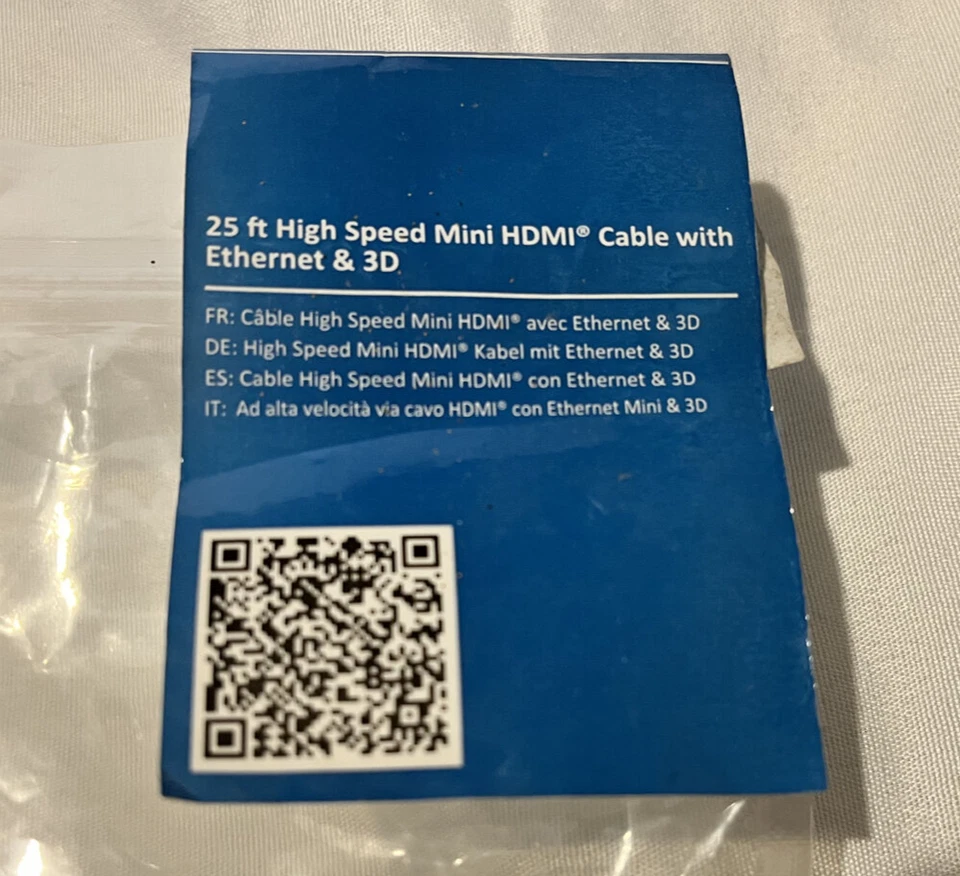 25 ft High Speed Mini HDMI® Cable with
Ethernet & 3D
FR: Câble High Speed Mini HDMI® avec Ethernet & 3D
DE: High Speed Mini HDMI® Kabel mit Ethernet & 3D
ES: Cable High Speed Mini HDMI® con Ethernet & 3D
IT: Ad alta velocità via cavo HDMI® con Ethernet Mini & 3D